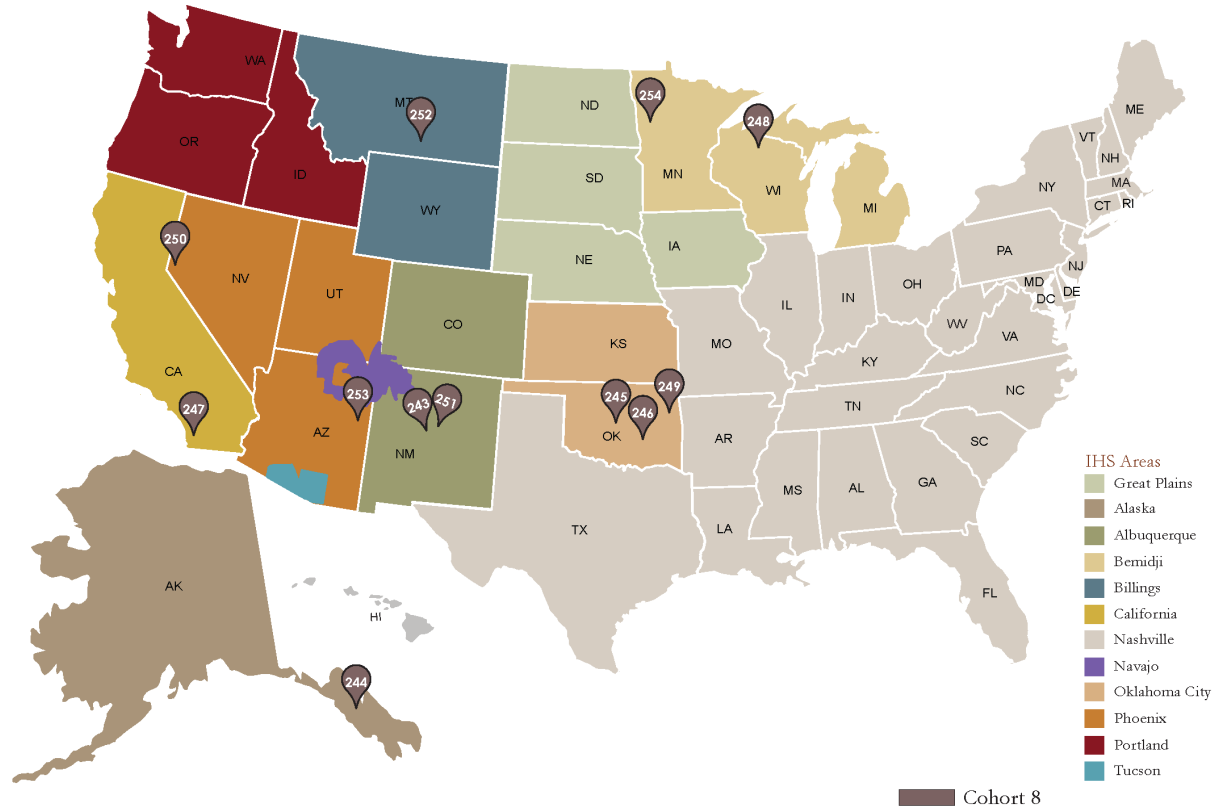 WA
MT
252
ND
254
248
ME
OR
ID
SD
MN
WI
MI
VT
NH
NY
MA
CT
RI
WY
250
NV
UT
NE
IA
PA
NJ
MD
DE
DC
OH
IL
IN
WV
VA
CO
KS
MO
KY
CA
247
253
243
251
245
246
249
AZ
NM
OK
AR
TN
NC
SC
MS
AL
GA
TX
LA
FL
AK
HI
244
IHS Areas
Great Plains
Alaska
Albuquerque
Bemidji
Billings
California
Nashville
Navajo
Oklahoma City
Phoenix
Portland
Tucson
Cohort 8